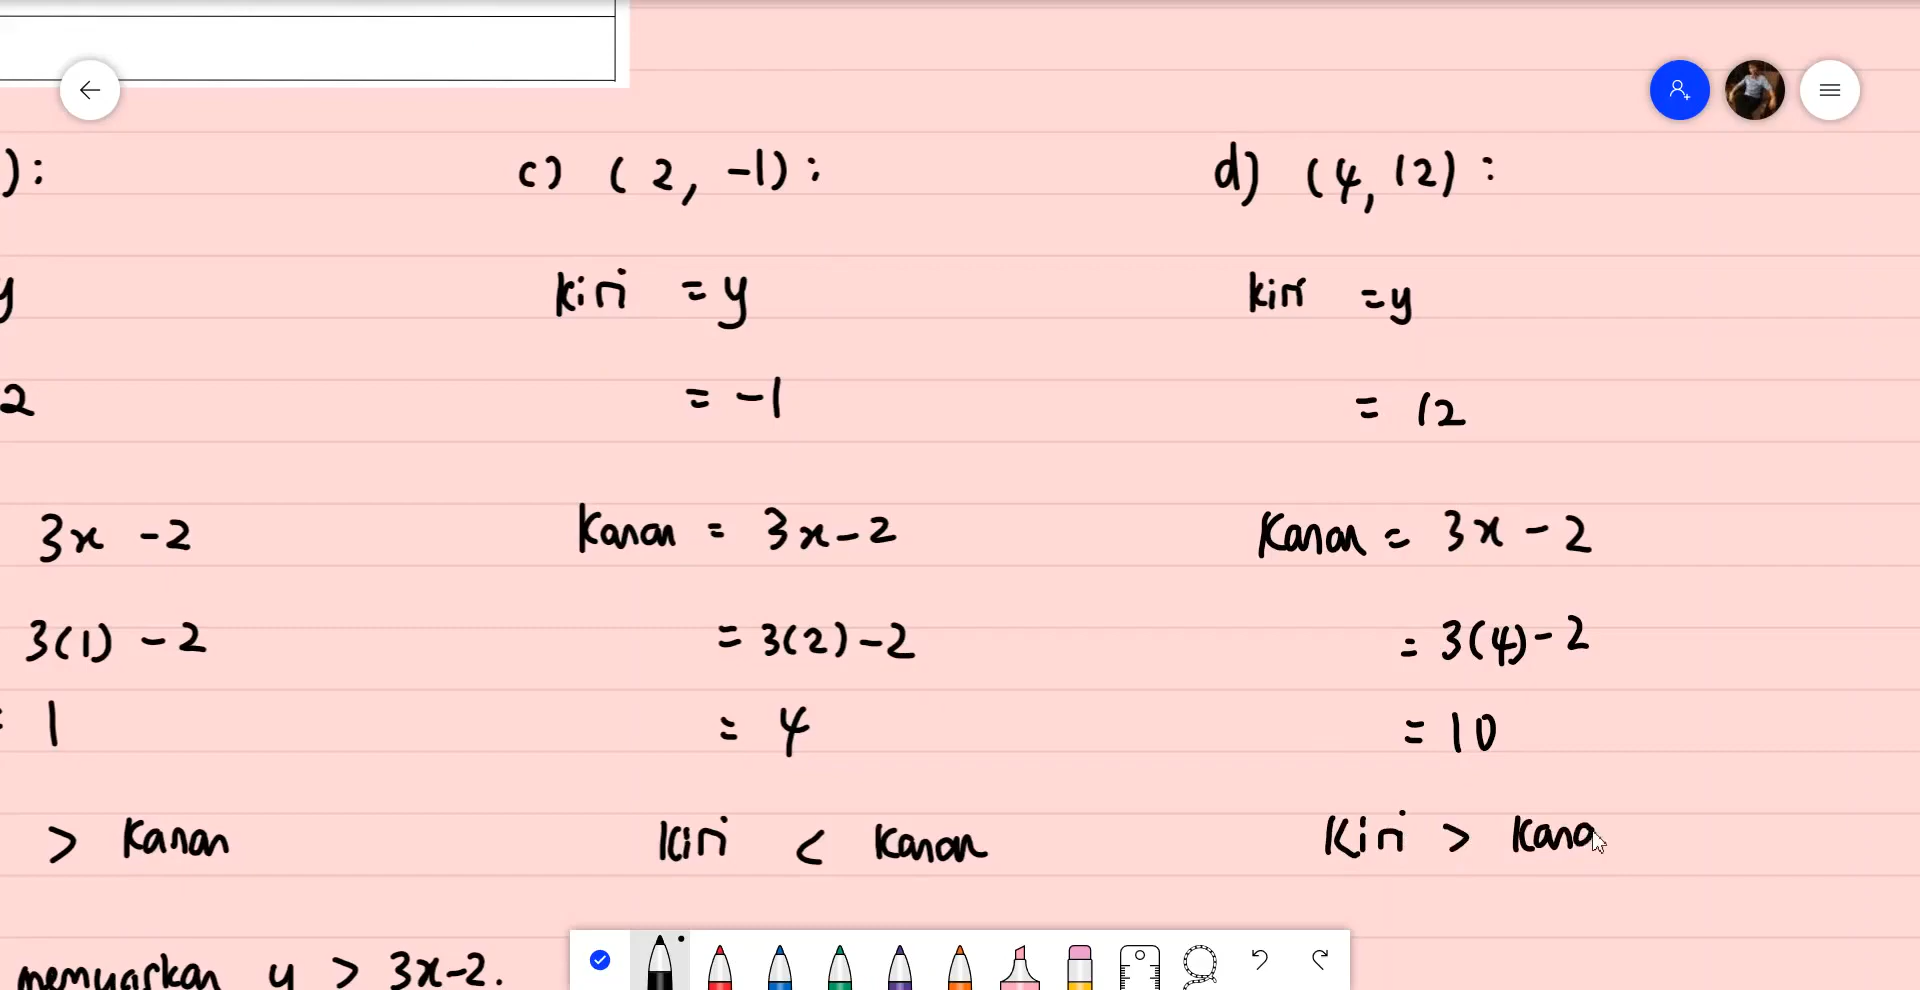 ):
y
2
3x - 2
3(1) - 2
= 1
> Kanan
memuaskan y > 3x - 2.
c) (2, -1):
Kiri = y
= -1
Kanan = 3x - 2
= 3(2) - 2
= 4
Kiri < Kanan
d) (4, 12):
Kiri = y
= 12
Kanan = 3x - 2
= 3(4) - 2
= 10
Kiri > Kana